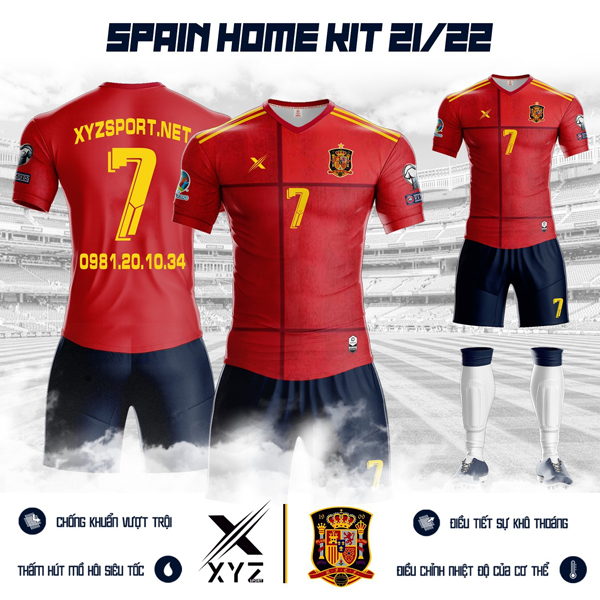 SPAIN HOME KIT 21/22
XYZSPORT.NET
7
0981.20.10.34
7
7
7
7
CHỐNG KHUẨN VƯỢT TRỘI
THẤM HÚT MỒ HÔI SIÊU TỐC
XYZ
SPORT
ĐIỀU TIẾT SỰ KHÔ THOÁNG
ĐIỀU CHỈNH NHIỆT ĐỘ CỦA CƠ THỂ